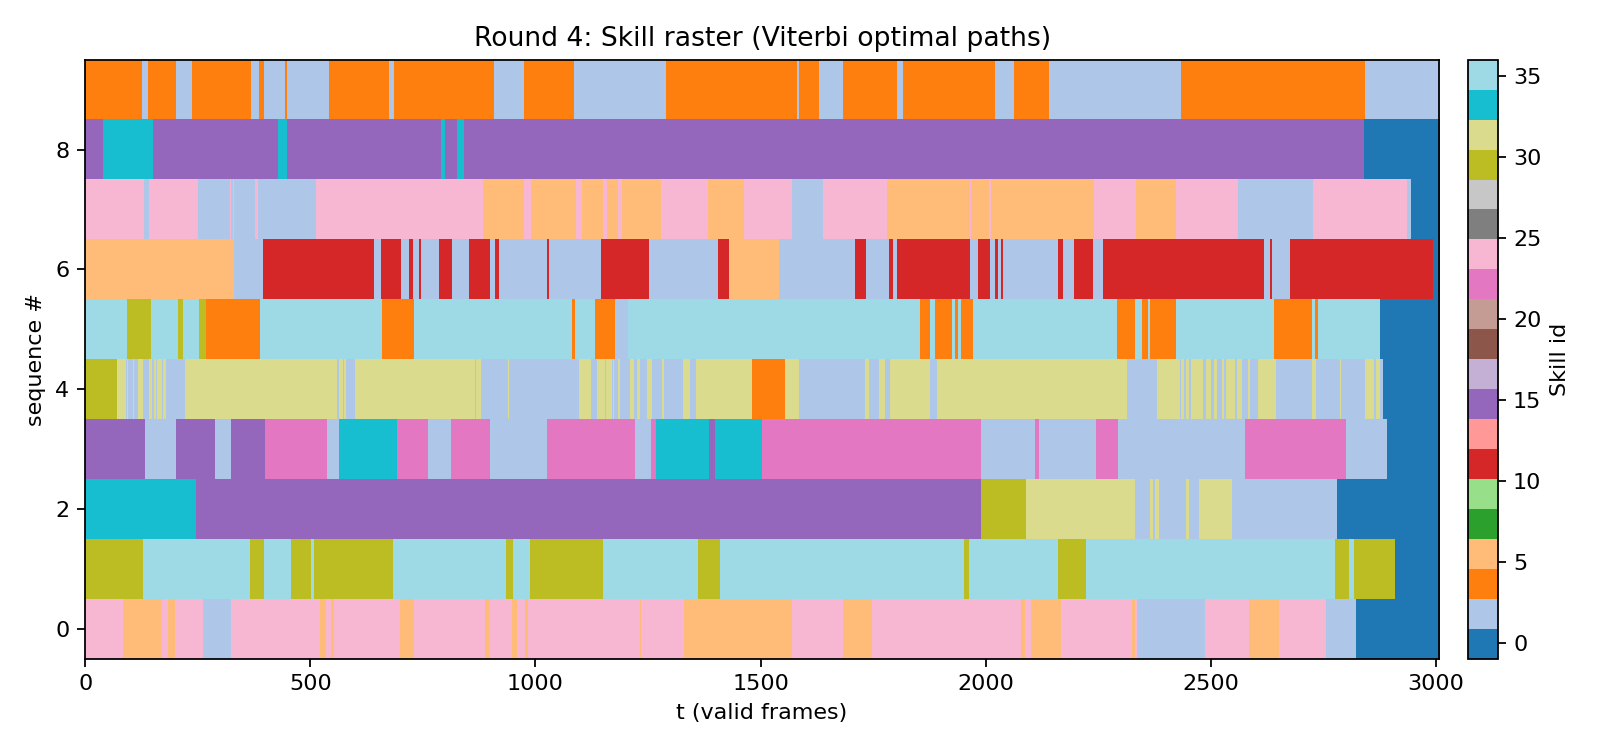 Round 4: Skill raster (Viterbi optimal paths)
sequence #
8
6
4
2
0
0 500 1000 1500 2000 2500 3000
t (valid frames)
35
30
25
20
15
10
5
0
Skill id